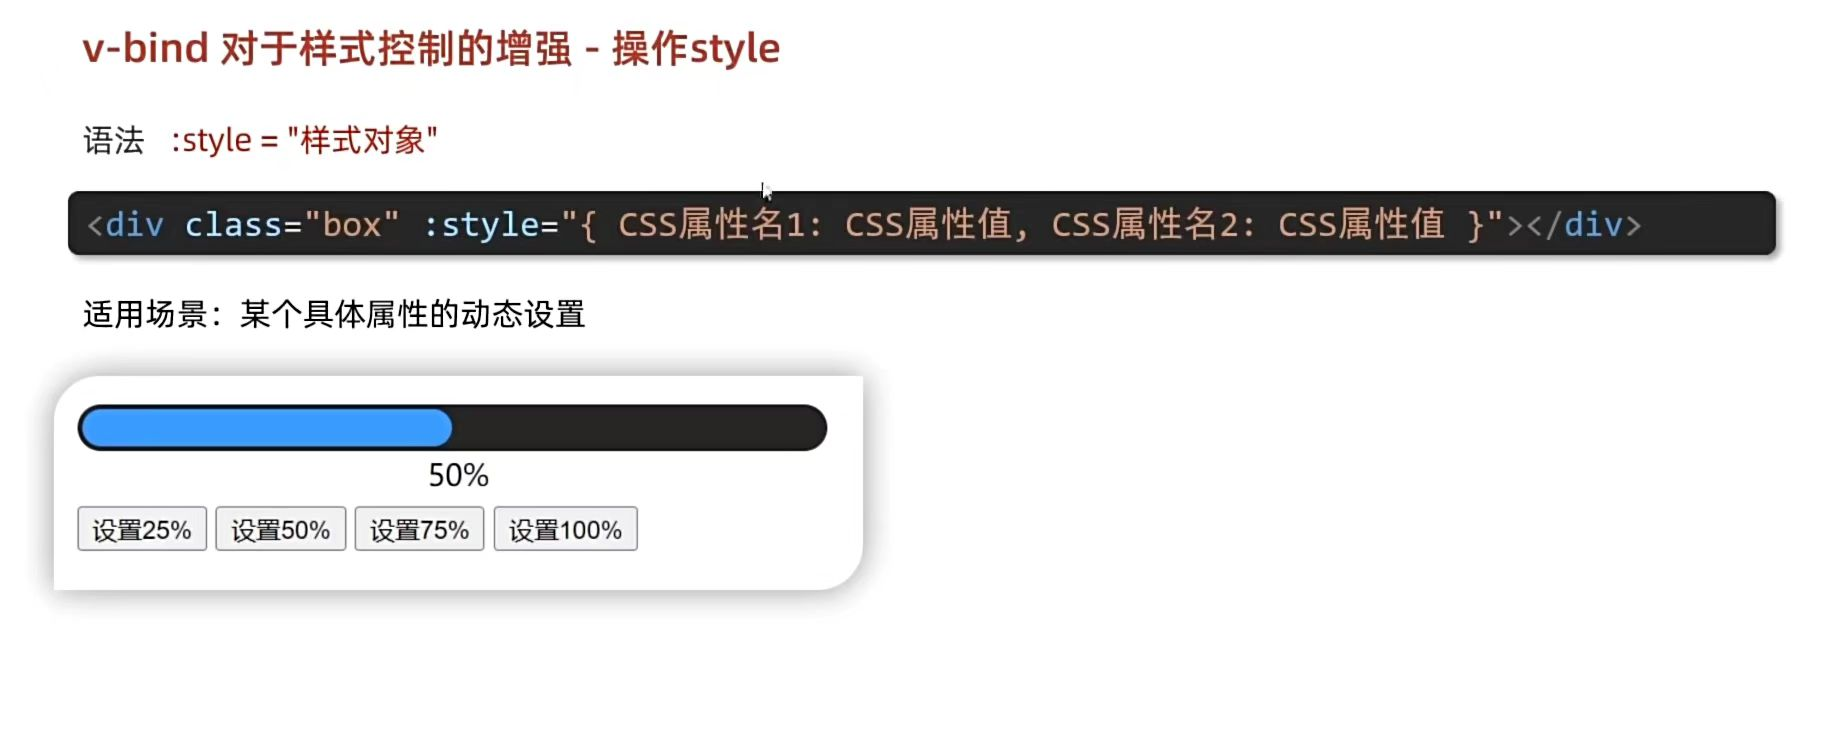 v-bind 对于样式控制的增强 - 操作style
语法 :style = "样式对象"
<div class="box" :style="{ CSS属性名1: CSS属性值, CSS属性名2: CSS属性值 }"></div>
适用场景：某个具体属性的动态设置
50%
设置25% 设置50% 设置75% 设置100%